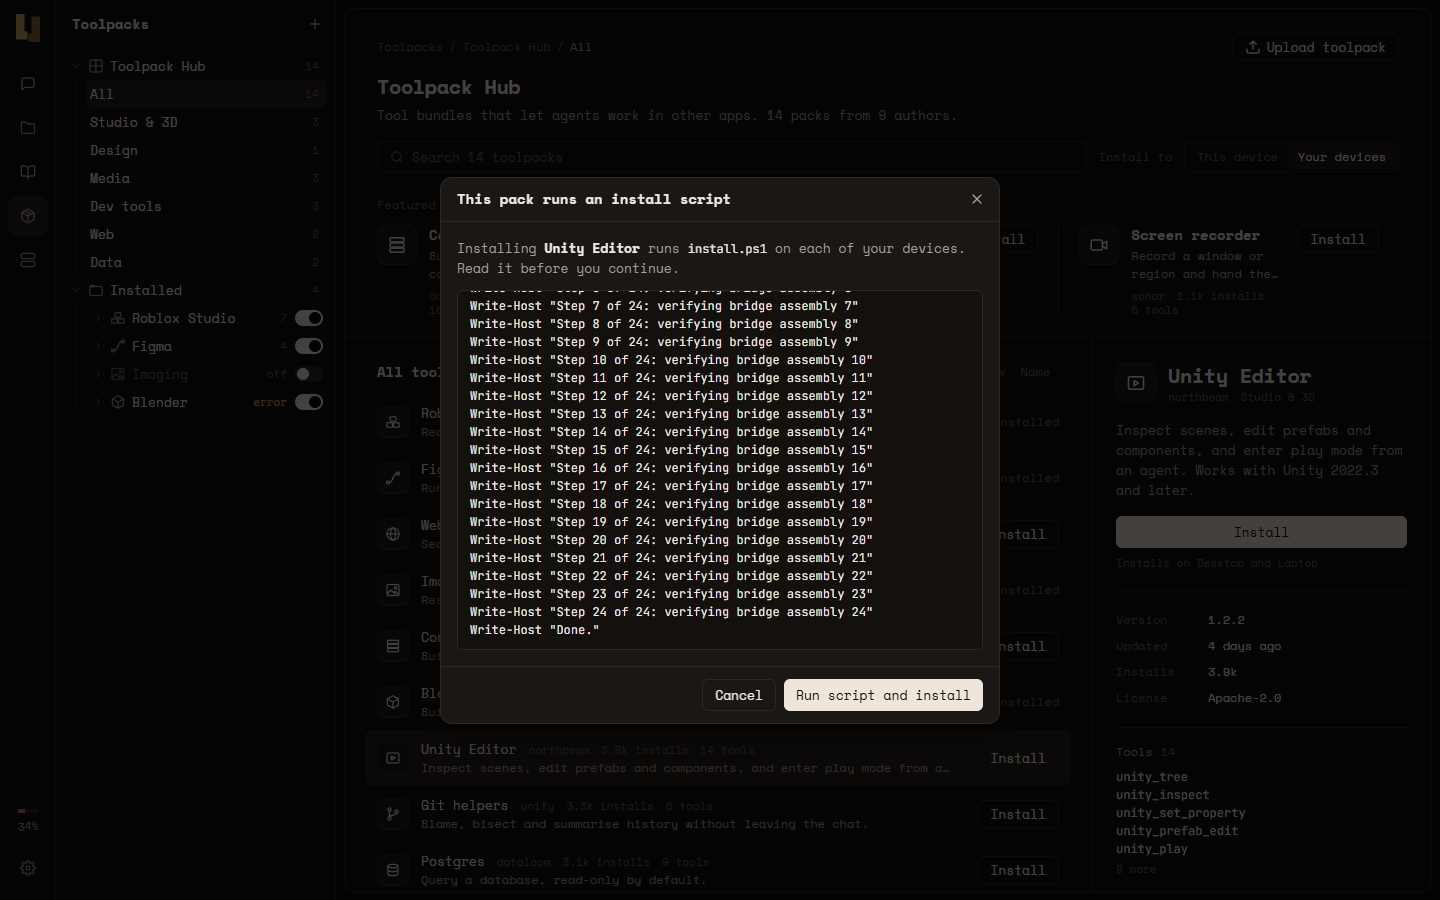 Toolpacks
Toolpack Hub 14
All 14
Studio & 3D 3
Design 1
Media 3
Dev tools 3
Web 2
Data 2
Installed 4
Roblox Studio 7
Figma 4
Imaging off
Blender error
34%
Toolpacks / Toolpack Hub / All
Upload toolpack
Toolpack Hub
Tool bundles that let agents work in other apps. 14 packs from 9 authors.
Search 14 toolpacks
Install to This device Your devices
Featured
Screen recorder
Install
Record a window or
region and hand the…
sonar 1.1k installs
5 tools
This pack runs an install script
Installing Unity Editor runs install.ps1 on each of your devices.
Read it before you continue.
Write-Host "Step 7 of 24: verifying bridge assembly 7"
Write-Host "Step 8 of 24: verifying bridge assembly 8"
Write-Host "Step 9 of 24: verifying bridge assembly 9"
Write-Host "Step 10 of 24: verifying bridge assembly 10"
Write-Host "Step 11 of 24: verifying bridge assembly 11"
Write-Host "Step 12 of 24: verifying bridge assembly 12"
Write-Host "Step 13 of 24: verifying bridge assembly 13"
Write-Host "Step 14 of 24: verifying bridge assembly 14"
Write-Host "Step 15 of 24: verifying bridge assembly 15"
Write-Host "Step 16 of 24: verifying bridge assembly 16"
Write-Host "Step 17 of 24: verifying bridge assembly 17"
Write-Host "Step 18 of 24: verifying bridge assembly 18"
Write-Host "Step 19 of 24: verifying bridge assembly 19"
Write-Host "Step 20 of 24: verifying bridge assembly 20"
Write-Host "Step 21 of 24: verifying bridge assembly 21"
Write-Host "Step 22 of 24: verifying bridge assembly 22"
Write-Host "Step 23 of 24: verifying bridge assembly 23"
Write-Host "Step 24 of 24: verifying bridge assembly 24"
Write-Host "Done."
Cancel
Run script and install
All
Name
Unity Editor northbeam 3.9k installs 14 tools
Inspect scenes, edit prefabs and components, and enter play mode from a…
Install
Git helpers unify 3.3k installs 6 tools
Blame, bisect and summarise history without leaving the chat.
Install
Postgres dataloom 3.1k installs 9 tools
Query a database, read-only by default.
Install
Unity Editor
northbeam Studio & 3D
Inspect scenes, edit prefabs and
components, and enter play mode from
an agent. Works with Unity 2022.3
and later.
Install
Installs on Desktop and Laptop
Version 1.2.2
Updated 4 days ago
Installs 3.9k
License Apache-2.0
Tools 14
unity_tree
unity_inspect
unity_set_property
unity_prefab_edit
unity_play
9 more